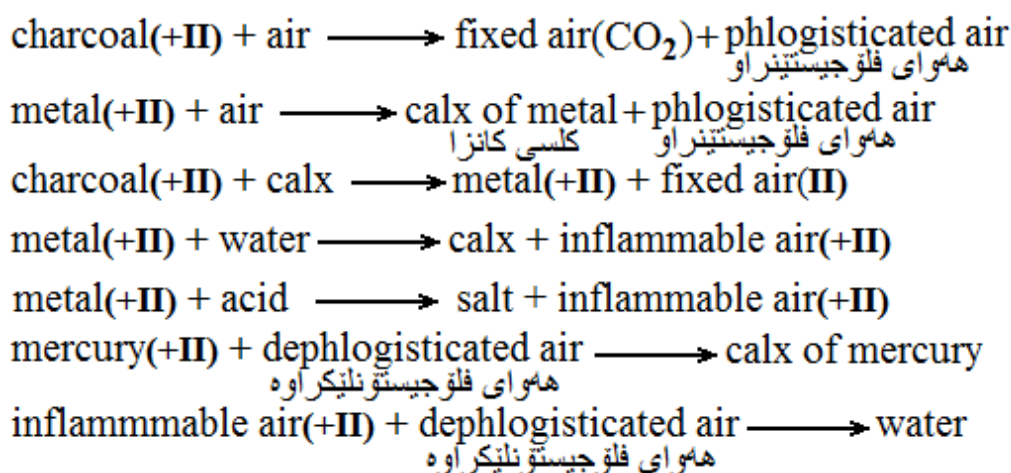 charcoal(+II) + air ⟶ fixed air(CO₂)+phlogisticated air
هەوای فلۆجیستێنراو
metal(+II) + air ⟶ calx of metal+phlogisticated air
کلسی کانزا هەوای فلۆجیستێنراو
charcoal(+II) + calx ⟶ metal(+II) + fixed air(II)
metal(+II) + water ⟶ calx + inflammable air(+II)
metal(+II) + acid ⟶ salt + inflammable air(+II)
mercury(+II) + dephlogisticated air ⟶ calx of mercury
هەوای فلۆجیستۆنلێکراوە
inflammmable air(+II) + dephlogisticated air ⟶ water
هەوای فلۆجیستۆنلێکراوە